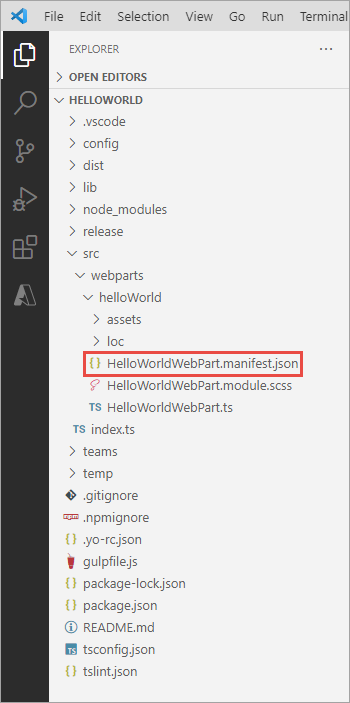 File Edit Selection View Go Run Terminal
EXPLORER ···
OPEN EDITORS
HELLOWORLD
.vscode
config
dist
lib
node_modules
release
src
webparts
helloWorld
assets
loc
{} HelloWorldWebPart.manifest.json
HelloWorldWebPart.module.scss
TS HelloWorldWebPart.ts
TS index.ts
teams
temp
.gitignore
npm .npmignore
{} .yo-rc.json
gulpfile.js
{} package-lock.json
{} package.json
README.md
TS tsconfig.json
{} tslint.json